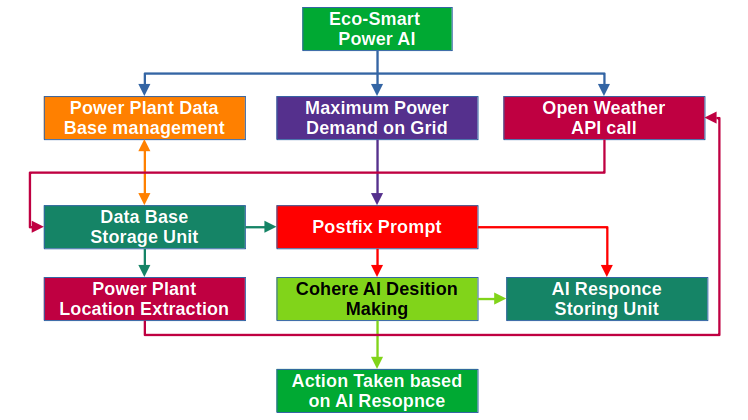 Eco-Smart
Power AI
Power Plant Data
Base management
Maximum Power
Demand on Grid
Open Weather
API call
Data Base
Storage Unit
Postfix Prompt
Power Plant
Location Extraction
Cohere AI Desition
Making
AI Responce
Storing Unit
Action Taken based
on AI Resopnce